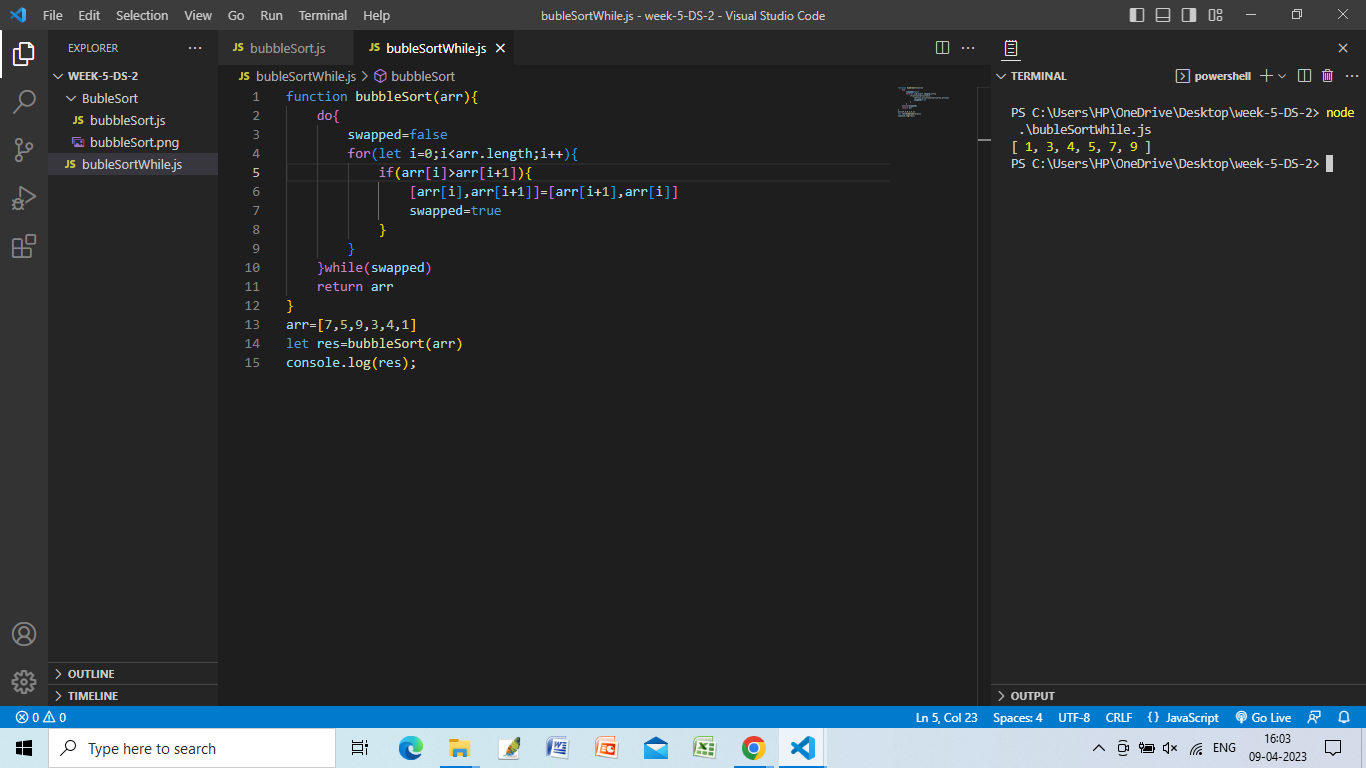 File Edit Selection View Go Run Terminal Help
bubleSortWhile.js - week-5-DS-2 - Visual Studio Code
EXPLORER
WEEK-5-DS-2
BubleSort
JS bubbleSort.js
bubbleSort.png
JS bubleSortWhile.js
OUTLINE
TIMELINE
JS bubbleSort.js
JS bubleSortWhile.js
JS bubleSortWhile.js > bubbleSort
1 function bubbleSort(arr){
2 do{
3 swapped=false
4 for(let i=0;i<arr.length;i++){
5 if(arr[i]>arr[i+1]){
6 [arr[i],arr[i+1]]=[arr[i+1],arr[i]]
7 swapped=true
8 }
9 }
10 }while(swapped)
11 return arr
12 }
13 arr=[7,5,9,3,4,1]
14 let res=bubbleSort(arr)
15 console.log(res);
TERMINAL
powershell
PS C:\Users\HP\OneDrive\Desktop\week-5-DS-2> node
.\bubleSortWhile.js
[ 1, 3, 4, 5, 7, 9 ]
PS C:\Users\HP\OneDrive\Desktop\week-5-DS-2>
OUTPUT
0 0
Ln 5, Col 23 Spaces: 4 UTF-8 CRLF {} JavaScript Go Live
Type here to search
ENG
16:03
09-04-2023